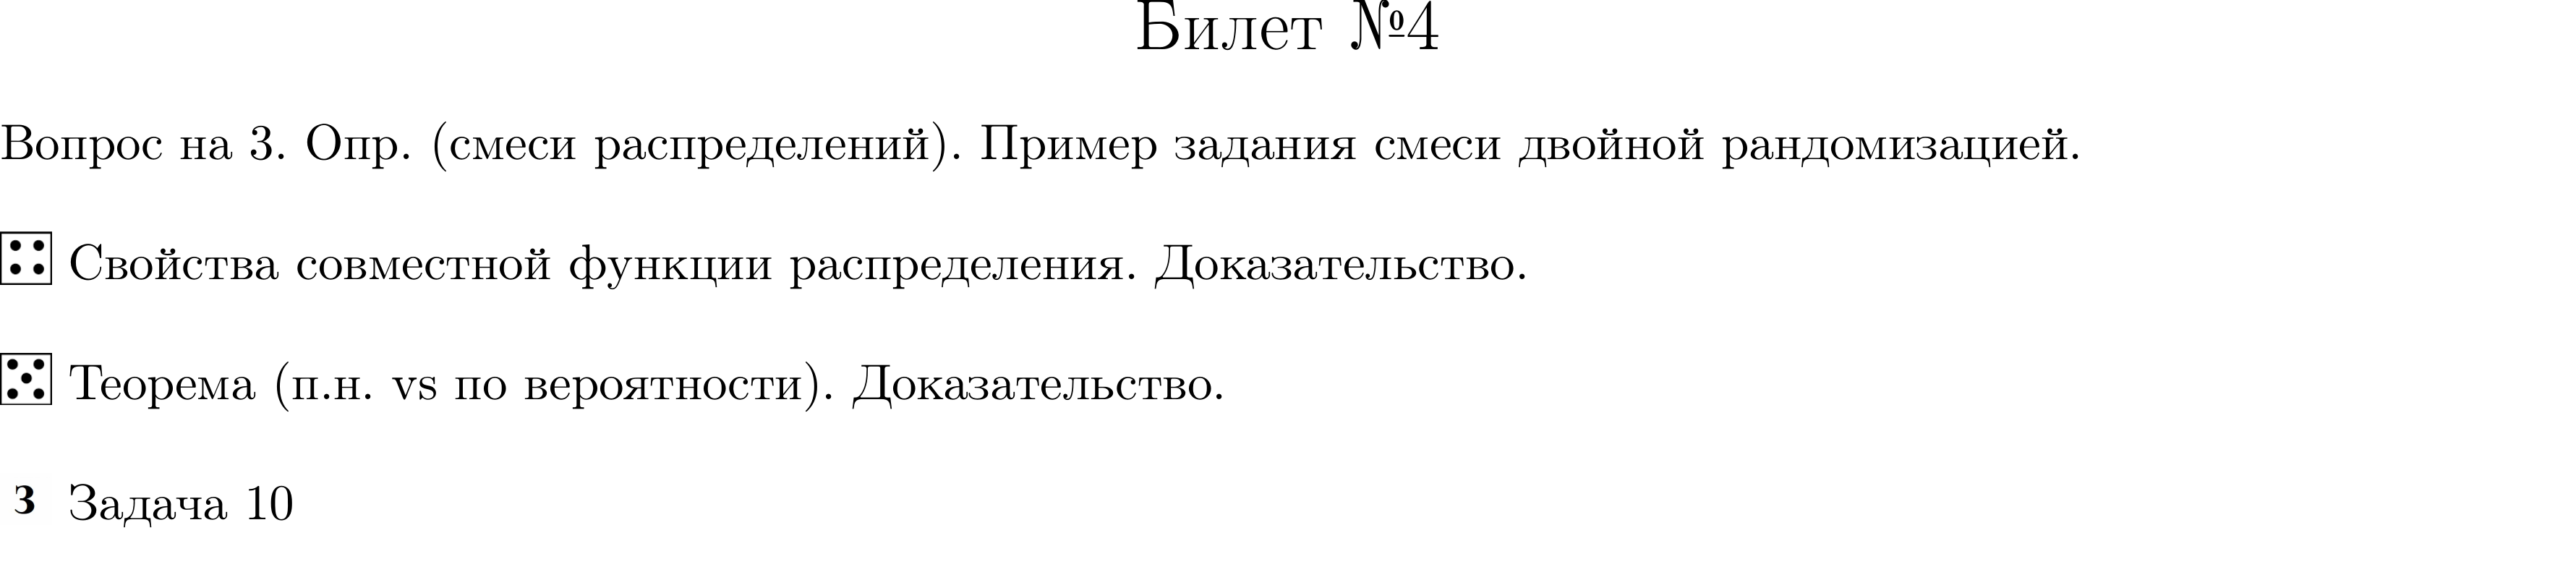 Билет №4
Вопрос на 3. Опр. (смеси распределений). Пример задания смеси двойной рандомизацией.
Свойства совместной функции распределения. Доказательство.
Теорема (п.н. vs по вероятности). Доказательство.
З Задача 10